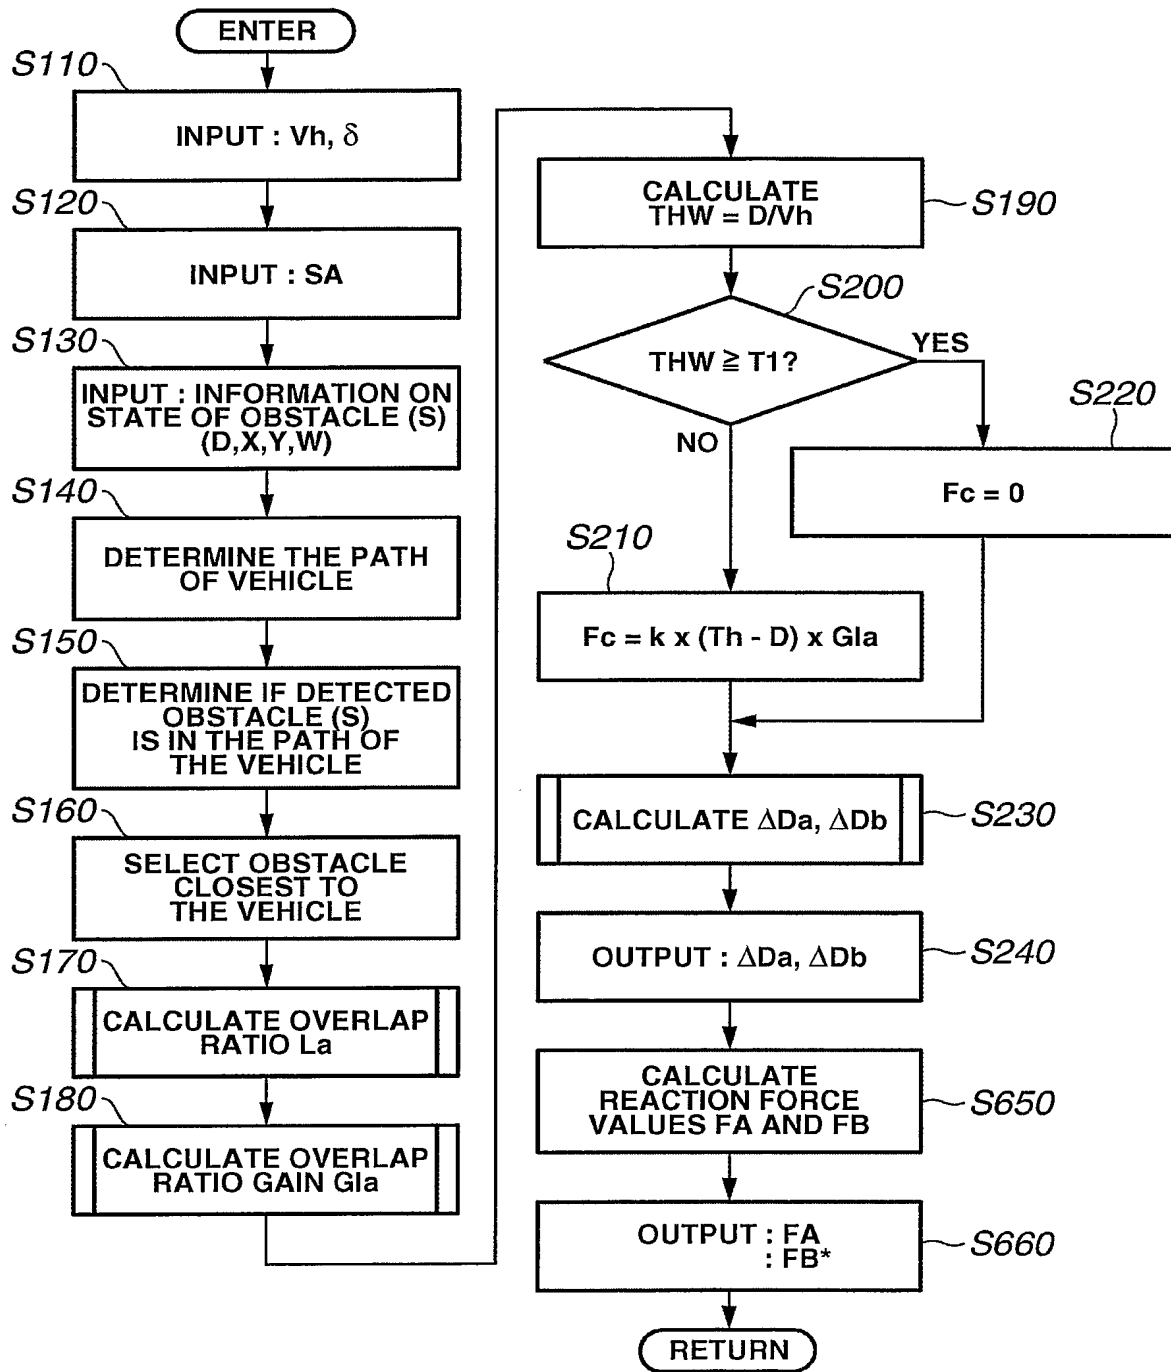 ENTER
S110
INPUT : Vh, δ
S120
INPUT : SA
S130
INPUT : INFORMATION ON
STATE OF OBSTACLE (S)
(D,X,Y,W)
S140
DETERMINE THE PATH
OF VEHICLE
S150
DETERMINE IF DETECTED
OBSTACLE (S)
IS IN THE PATH OF
THE VEHICLE
S160
SELECT OBSTACLE
CLOSEST TO
THE VEHICLE
S170
CALCULATE OVERLAP
RATIO La
S180
CALCULATE OVERLAP
RATIO GAIN Gla
CALCULATE
THW = D/Vh
S190
S200
THW ≧ T1?
YES
NO
S220
Fc = 0
S210
Fc = k x (Th - D) x Gla
CALCULATE ΔDa, ΔDb
S230
OUTPUT : ΔDa, ΔDb
S240
CALCULATE
REACTION FORCE
VALUES FA AND FB
S650
OUTPUT : FA
: FB*
S660
RETURN